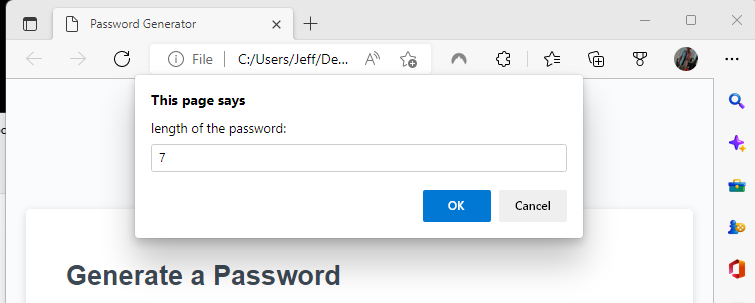 Password Generator
File
C:/Users/Jeff/De...
This page says
length of the password:
7
OK
Cancel
Generate a Password